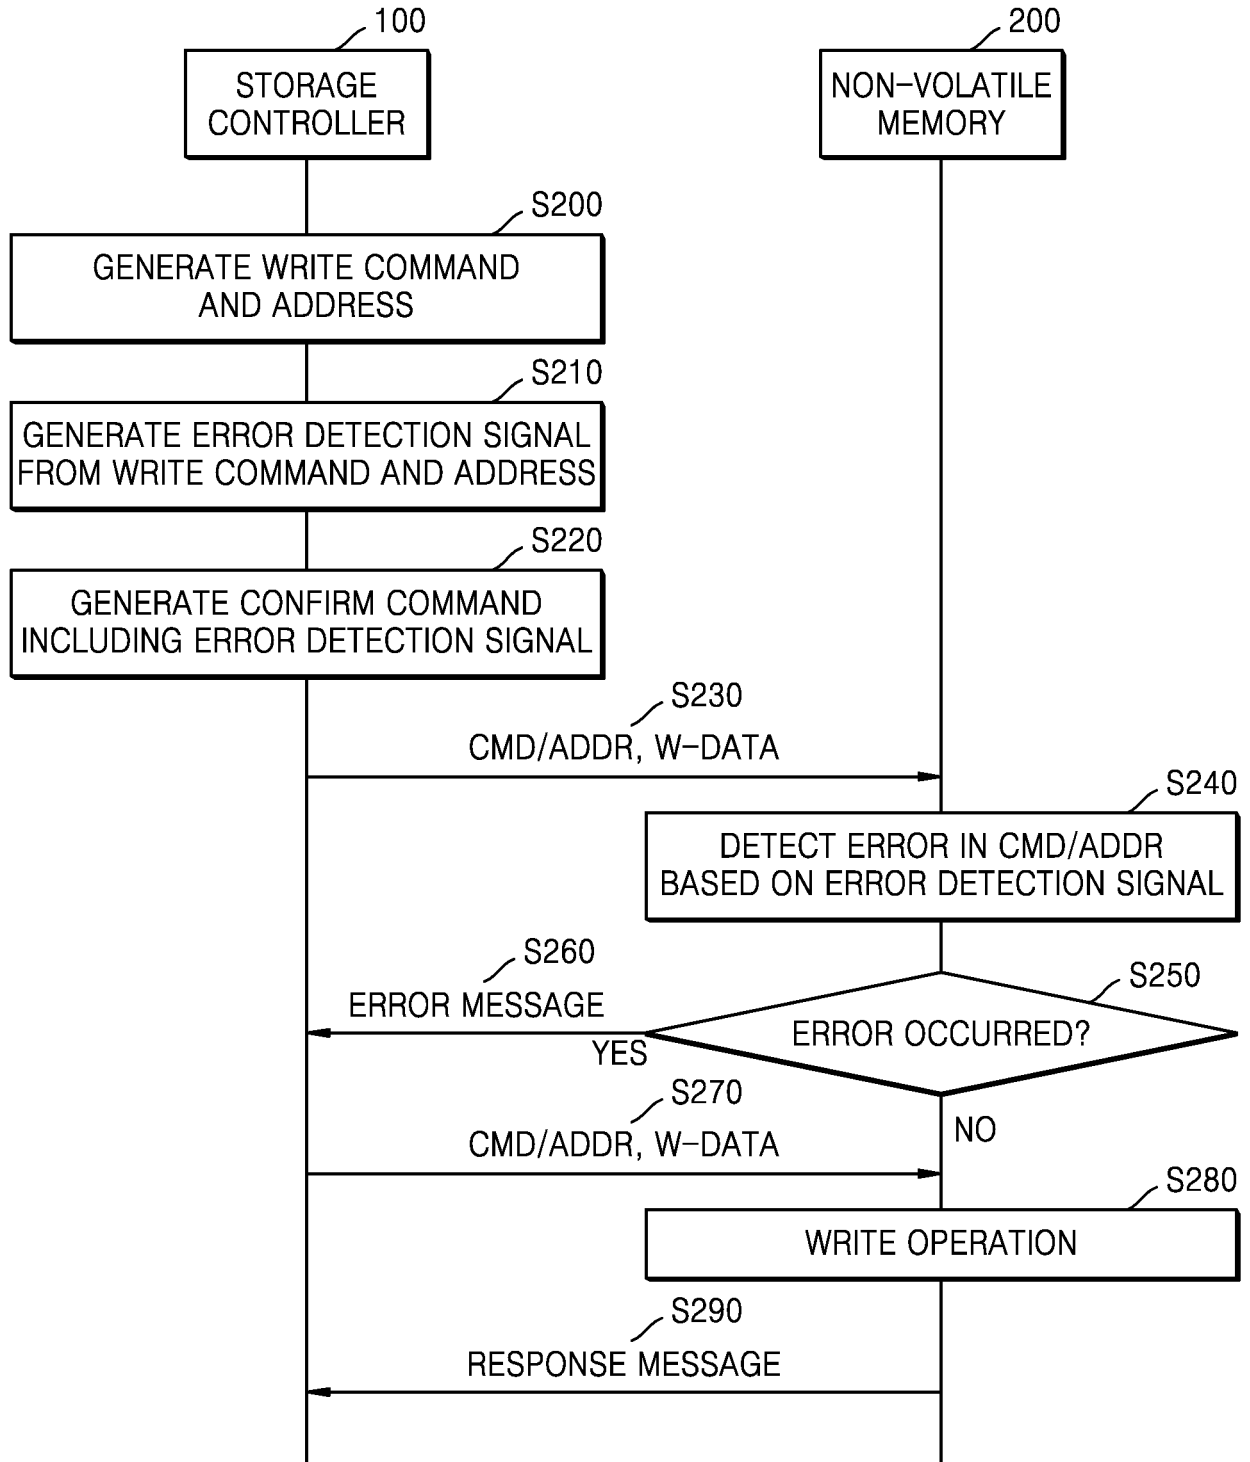 100
200
STORAGE
CONTROLLER
NON-VOLATILE
MEMORY
S200
GENERATE WRITE COMMAND
AND ADDRESS
S210
GENERATE ERROR DETECTION SIGNAL
FROM WRITE COMMAND AND ADDRESS
S220
GENERATE CONFIRM COMMAND
INCLUDING ERROR DETECTION SIGNAL
S230
CMD/ADDR, W-DATA
S240
DETECT ERROR IN CMD/ADDR
BASED ON ERROR DETECTION SIGNAL
S260
ERROR MESSAGE
S250
ERROR OCCURRED?
YES
S270
CMD/ADDR, W-DATA
NO
S280
WRITE OPERATION
S290
RESPONSE MESSAGE